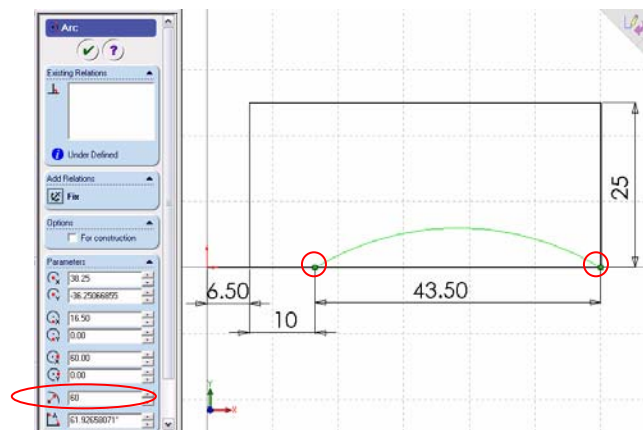 Arc
?
Existing Relations
i Under Defined
Add Relations
Fix
Options
For construction
Parameters
38.25
-36.25066855
16.50
0.00
60.00
0.00
60
61.92658071°
25
6.50
43.50
10
Y
X